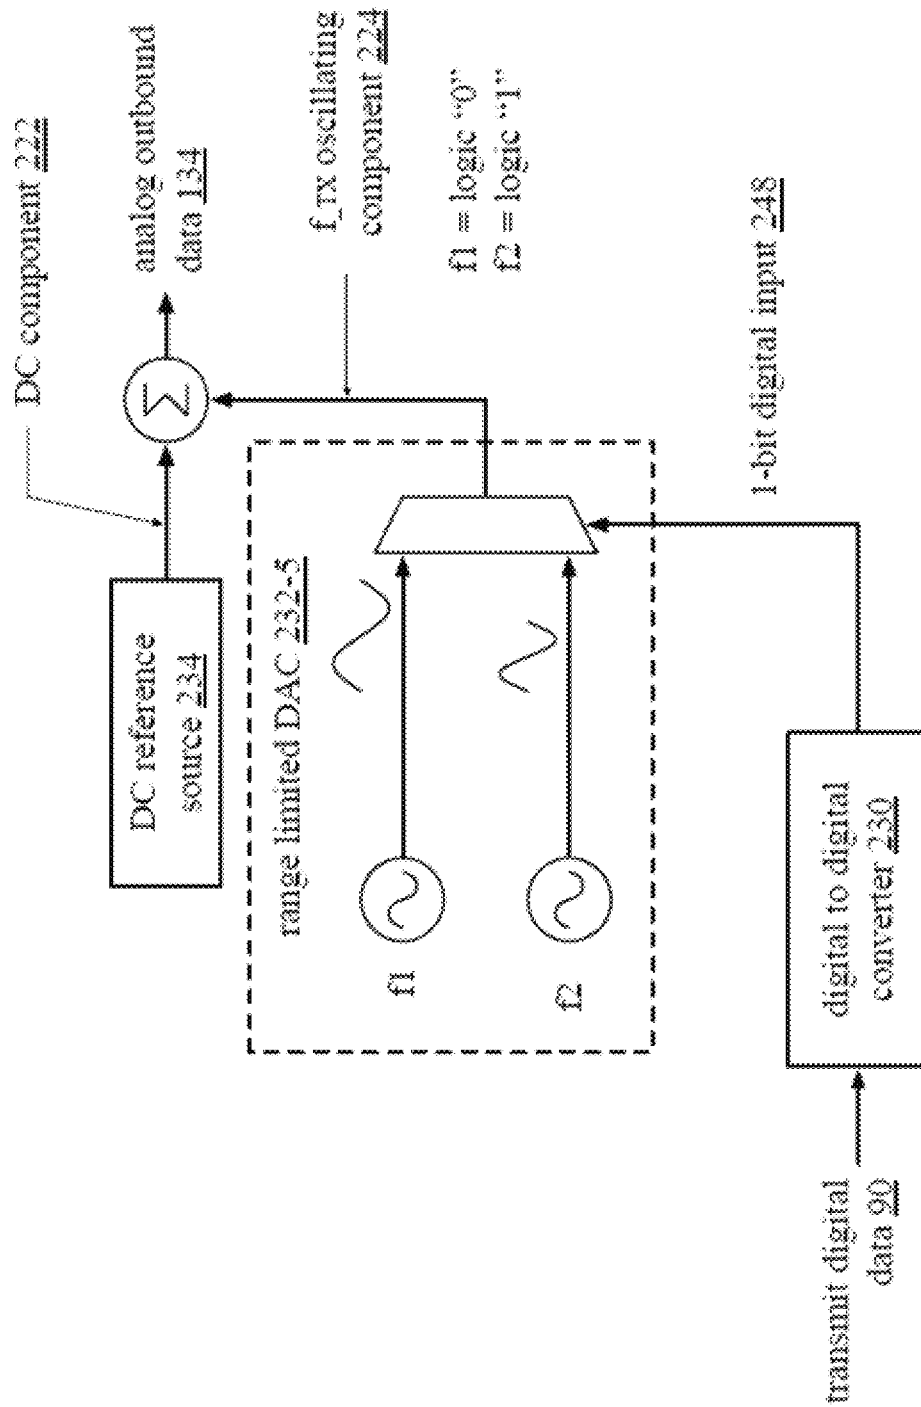 DC component 222
DC reference
source 234
Σ
analog outbound
data 134
range limited DAC 232-5
f_TX oscillating
component 224
f1
f2
f1 = logic “0”
f2 = logic “1”
1-bit digital input 248
transmit digital
data 90
digital to digital
converter 230